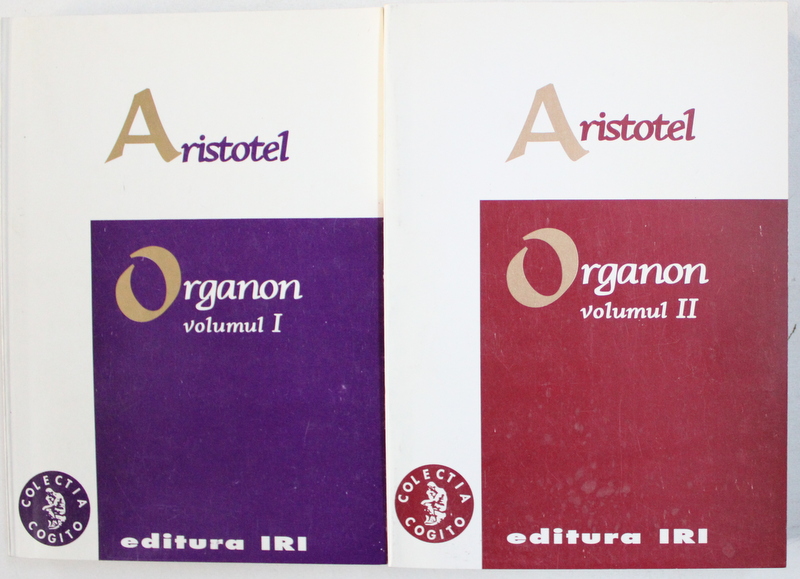 Aristotel
Organon
volumul I
COLECTIA
COGITO
editura IRI
Aristotel
Organon
volumul II
COLECTIA
COGITO
editura IRI